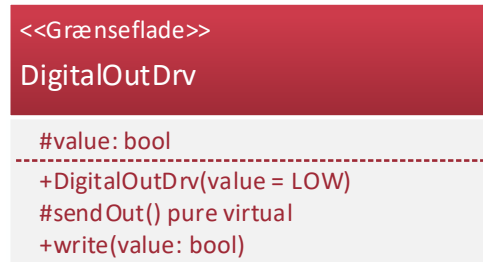 <<Grænseflade>>
DigitalOutDrv
#value: bool
+DigitalOutDrv(value = LOW)
#sendOut() pure virtual
+write(value: bool)